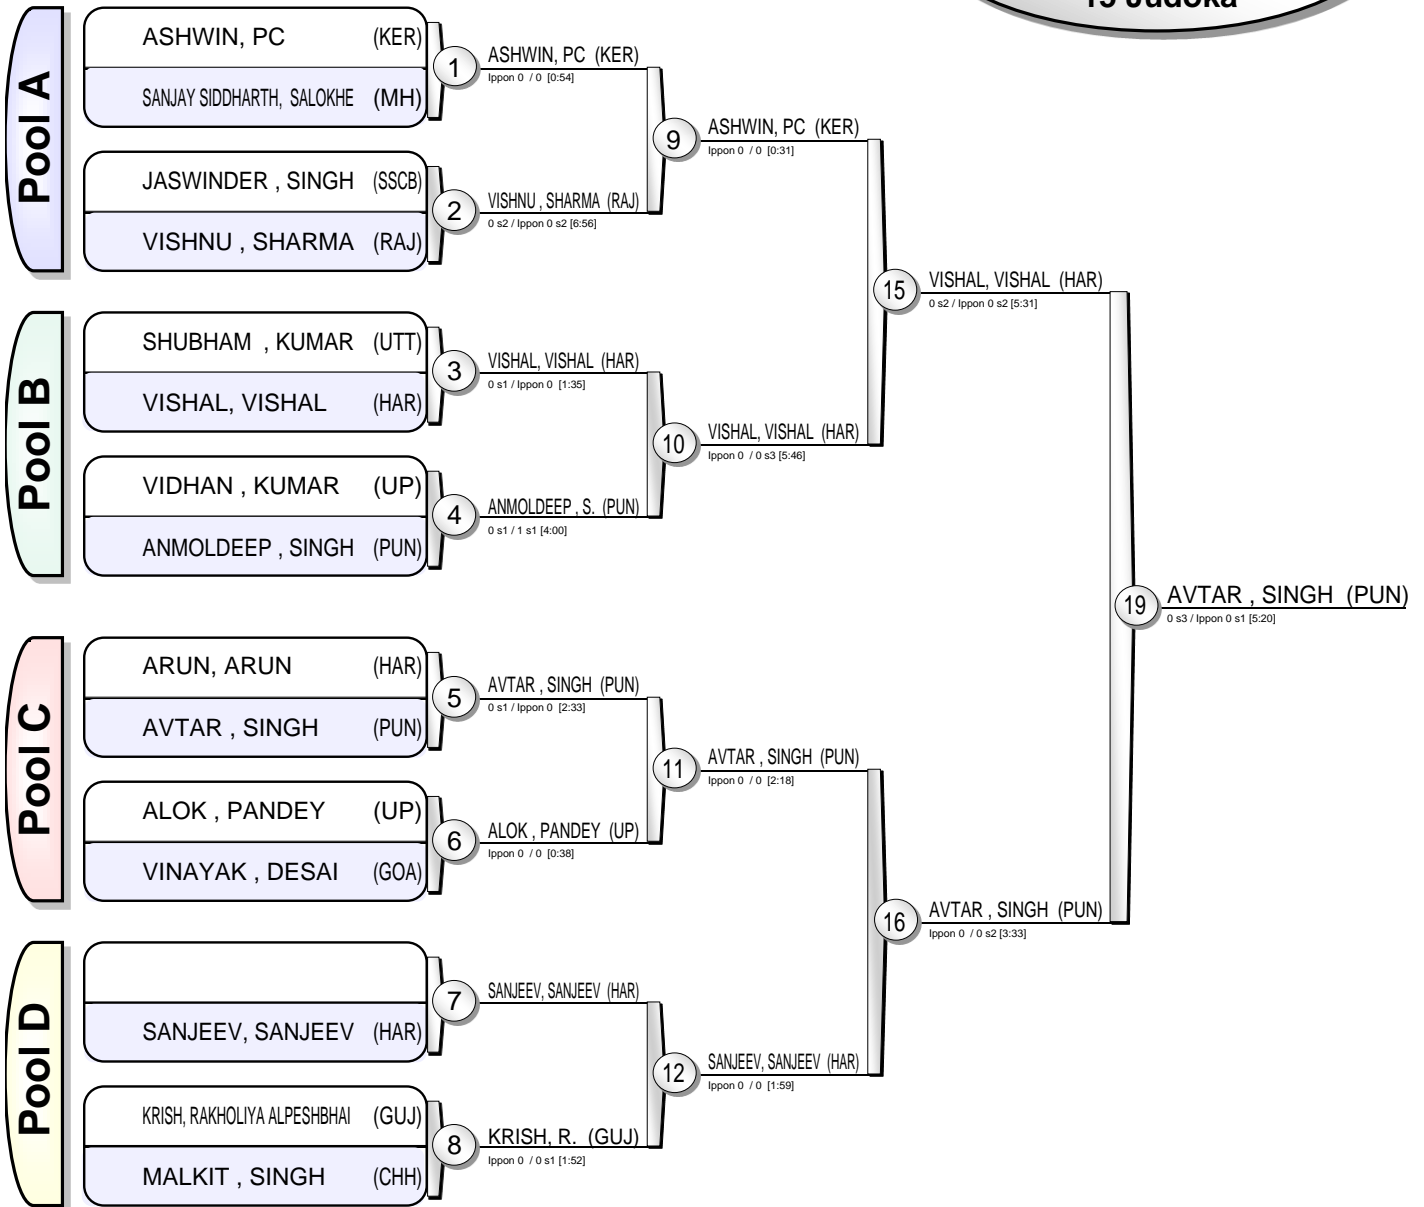 15 Judoka
Pool A
ASHWIN, PC (KER)
SANJAY SIDDHARTH, SALOKHE (MH)
1
ASHWIN, PC (KER)
Ippon 0 / 0 [0:54]
JASWINDER , SINGH (SSCB)
VISHNU , SHARMA (RAJ)
2
VISHNU , SHARMA (RAJ)
0 s2 / Ippon 0 s2 [6:56]
9
ASHWIN, PC (KER)
Ippon 0 / 0 [0:31]
Pool B
SHUBHAM , KUMAR (UTT)
VISHAL, VISHAL (HAR)
3
VISHAL, VISHAL (HAR)
0 s1 / Ippon 0 [1:35]
VIDHAN , KUMAR (UP)
ANMOLDEEP , SINGH (PUN)
4
ANMOLDEEP , S. (PUN)
0 s1 / 1 s1 [4:00]
10
VISHAL, VISHAL (HAR)
Ippon 0 / 0 s3 [5:46]
15
VISHAL, VISHAL (HAR)
0 s2 / Ippon 0 s2 [5:31]
Pool C
ARUN, ARUN (HAR)
AVTAR , SINGH (PUN)
5
AVTAR , SINGH (PUN)
0 s1 / Ippon 0 [2:33]
ALOK , PANDEY (UP)
VINAYAK , DESAI (GOA)
6
ALOK , PANDEY (UP)
Ippon 0 / 0 [0:38]
11
AVTAR , SINGH (PUN)
Ippon 0 / 0 [2:18]
Pool D
SANJEEV, SANJEEV (HAR)
7
SANJEEV, SANJEEV (HAR)
KRISH, RAKHOLIYA ALPESHBHAI (GUJ)
MALKIT , SINGH (CHH)
8
KRISH, R. (GUJ)
Ippon 0 / 0 s1 [1:52]
12
SANJEEV, SANJEEV (HAR)
Ippon 0 / 0 [1:59]
16
AVTAR , SINGH (PUN)
Ippon 0 / 0 s2 [3:33]
19
AVTAR , SINGH (PUN)
0 s3 / Ippon 0 s1 [5:20]